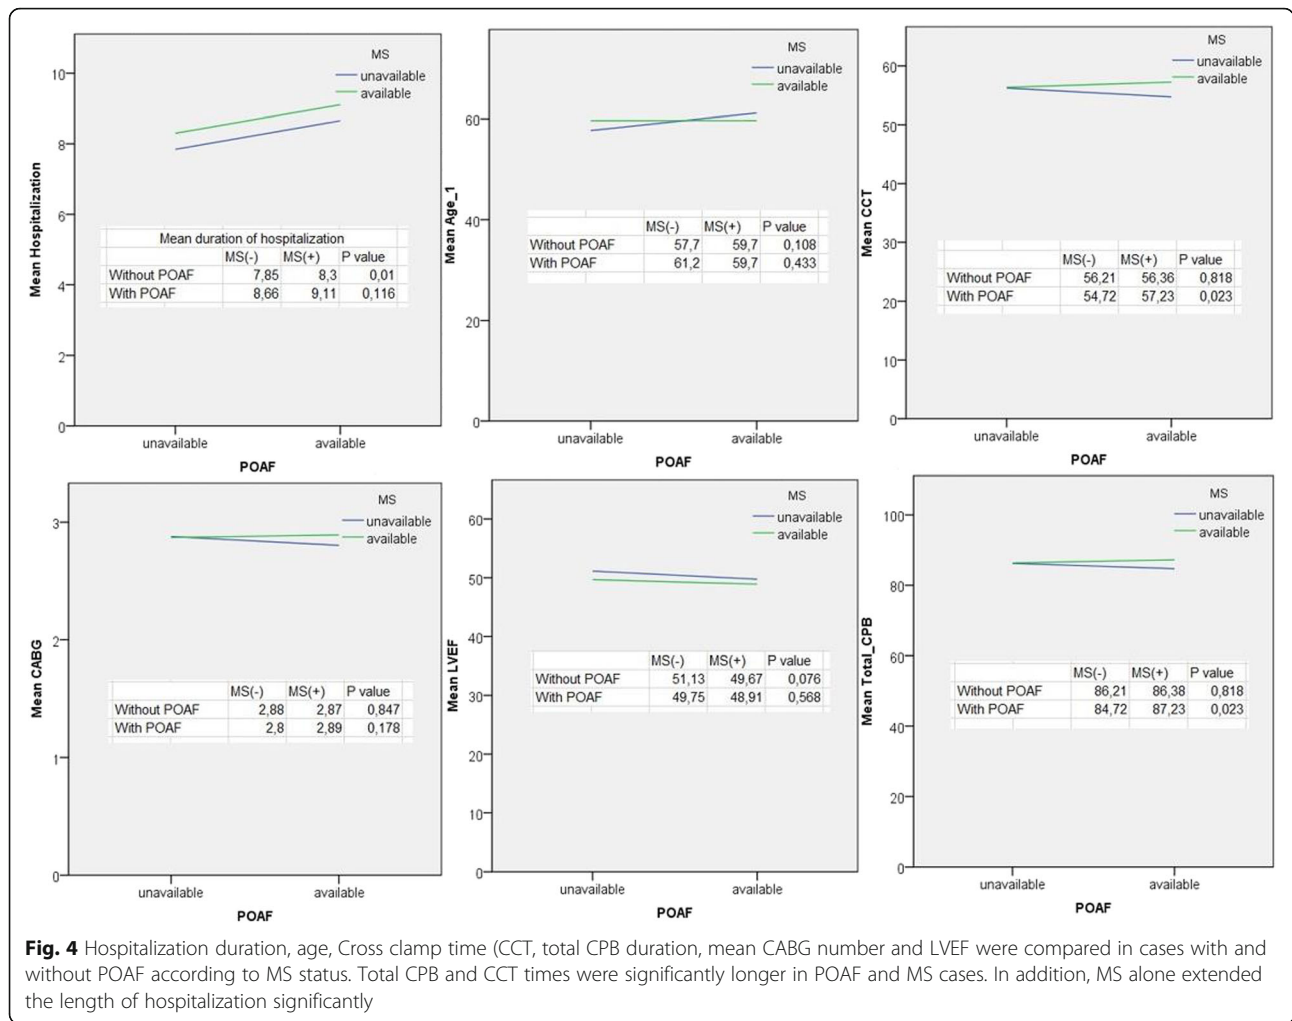 MS
unavailable
available
10
8
6
4
2
0
Mean Hospitalization
Mean duration of hospitalization
MS(-) MS(+) P value
Without POAF 7,85 8,3 0,01
With POAF 8,66 9,11 0,116
unavailable available
POAF
MS
unavailable
available
60
40
20
0
Mean Age_1
MS(-) MS(+) P value
Without POAF 57,7 59,7 0,108
With POAF 61,2 59,7 0,433
unavailable available
POAF
MS
unavailable
available
60
50
40
30
20
10
0
Mean CCT
MS(-) MS(+) P value
Without POAF 56,21 56,36 0,818
With POAF 54,72 57,23 0,023
unavailable available
POAF
MS
unavailable
available
3
2
1
0
Mean CABG
MS(-) MS(+) P value
Without POAF 2,88 2,87 0,847
With POAF 2,8 2,89 0,178
unavailable available
POAF
MS
unavailable
available
60
50
40
30
20
10
0
Mean LVEF
MS(-) MS(+) P value
Without POAF 51,13 49,67 0,076
With POAF 49,75 48,91 0,568
unavailable available
POAF
MS
unavailable
available
100
80
60
40
20
0
Mean Total_CPB
MS(-) MS(+) P value
Without POAF 86,21 86,38 0,818
With POAF 84,72 87,23 0,023
unavailable available
POAF
Fig. 4 Hospitalization duration, age, Cross clamp time (CCT, total CPB duration, mean CABG number and LVEF were compared in cases with and
without POAF according to MS status. Total CPB and CCT times were significantly longer in POAF and MS cases. In addition, MS alone extended
the length of hospitalization significantly